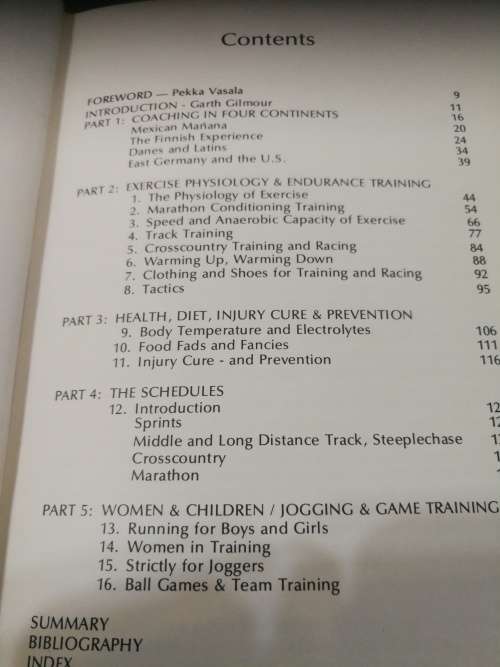 Contents
FOREWORD — Pekka Vasala 9
INTRODUCTION - Garth Gilmour 11
PART 1: COACHING IN FOUR CONTINENTS 16
Mexican Mañana 20
The Finnish Experience 24
Danes and Latins 34
East Germany and the U.S. 39
PART 2: EXERCISE PHYSIOLOGY & ENDURANCE TRAINING
1. The Physiology of Exercise 44
2. Marathon Conditioning Training 54
3. Speed and Anaerobic Capacity of Exercise 66
4. Track Training 77
5. Crosscountry Training and Racing 84
6. Warming Up, Warming Down 88
7. Clothing and Shoes for Training and Racing 92
8. Tactics 95
PART 3: HEALTH, DIET, INJURY CURE & PREVENTION
9. Body Temperature and Electrolytes 106
10. Food Fads and Fancies 111
11. Injury Cure - and Prevention 116
PART 4: THE SCHEDULES
12. Introduction
Sprints
Middle and Long Distance Track, Steeplechase
Crosscountry
Marathon
PART 5: WOMEN & CHILDREN / JOGGING & GAME TRAINING
13. Running for Boys and Girls
14. Women in Training
15. Strictly for Joggers
16. Ball Games & Team Training
SUMMARY
BIBLIOGRAPHY
INDEX